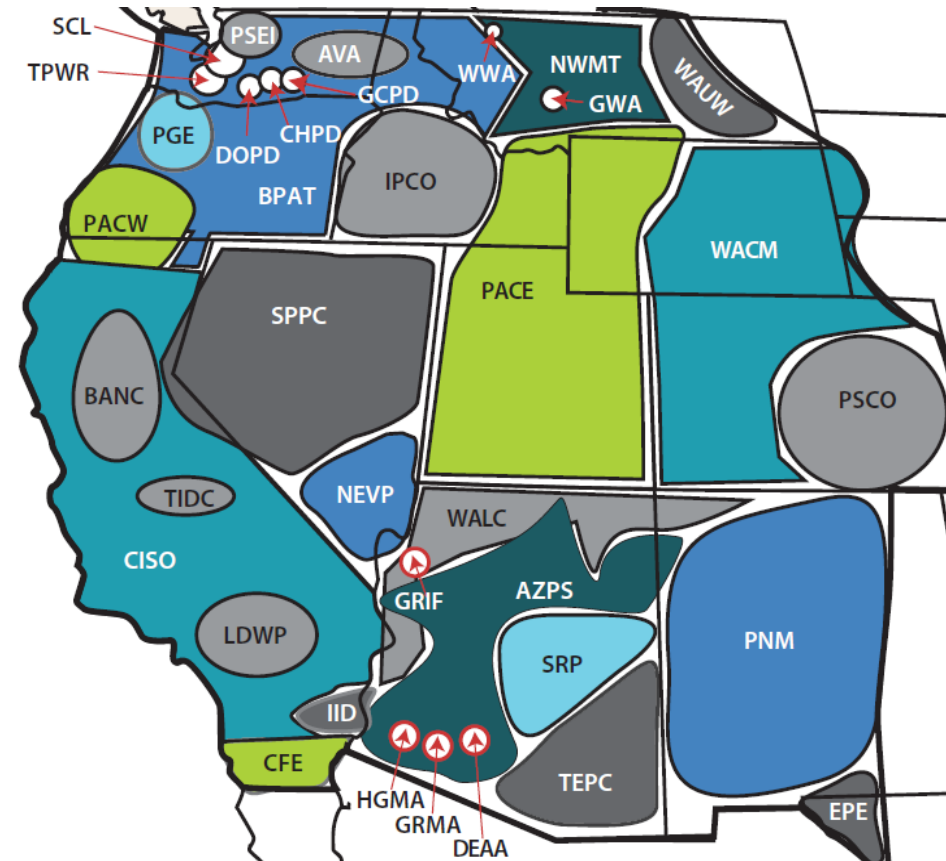 SCL
PSEI
TPWR
AVA
WWA
NWMT
WAUW
GCPD
GWA
PGE
CHPD
DOPD
IPCO
BPAT
PACW
WACM
PACE
SPPC
BANC
PSCO
NEVP
TIDC
WALC
CISO
GRIF
AZPS
LDWP
SRP
PNM
IID
CFE
TEPC
HGMA
GRMA
EPE
DEAA